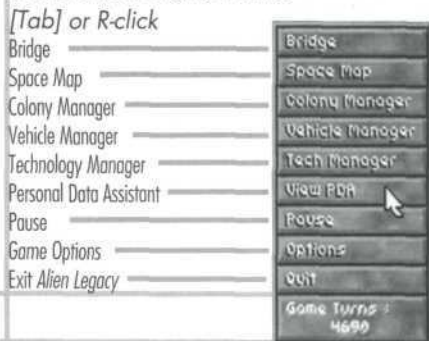 [Tab] or R-click
Bridge
Space Map
Colony Manager
Vehicle Manager
Technology Manager
Personal Data Assistant
Pause
Game Options
Exit Alien Legacy
Bridge
Space Map
Colony Manager
Vehicle Manager
Tech Manager
View PDA
Pause
Options
Quit
Game Turns :
4690